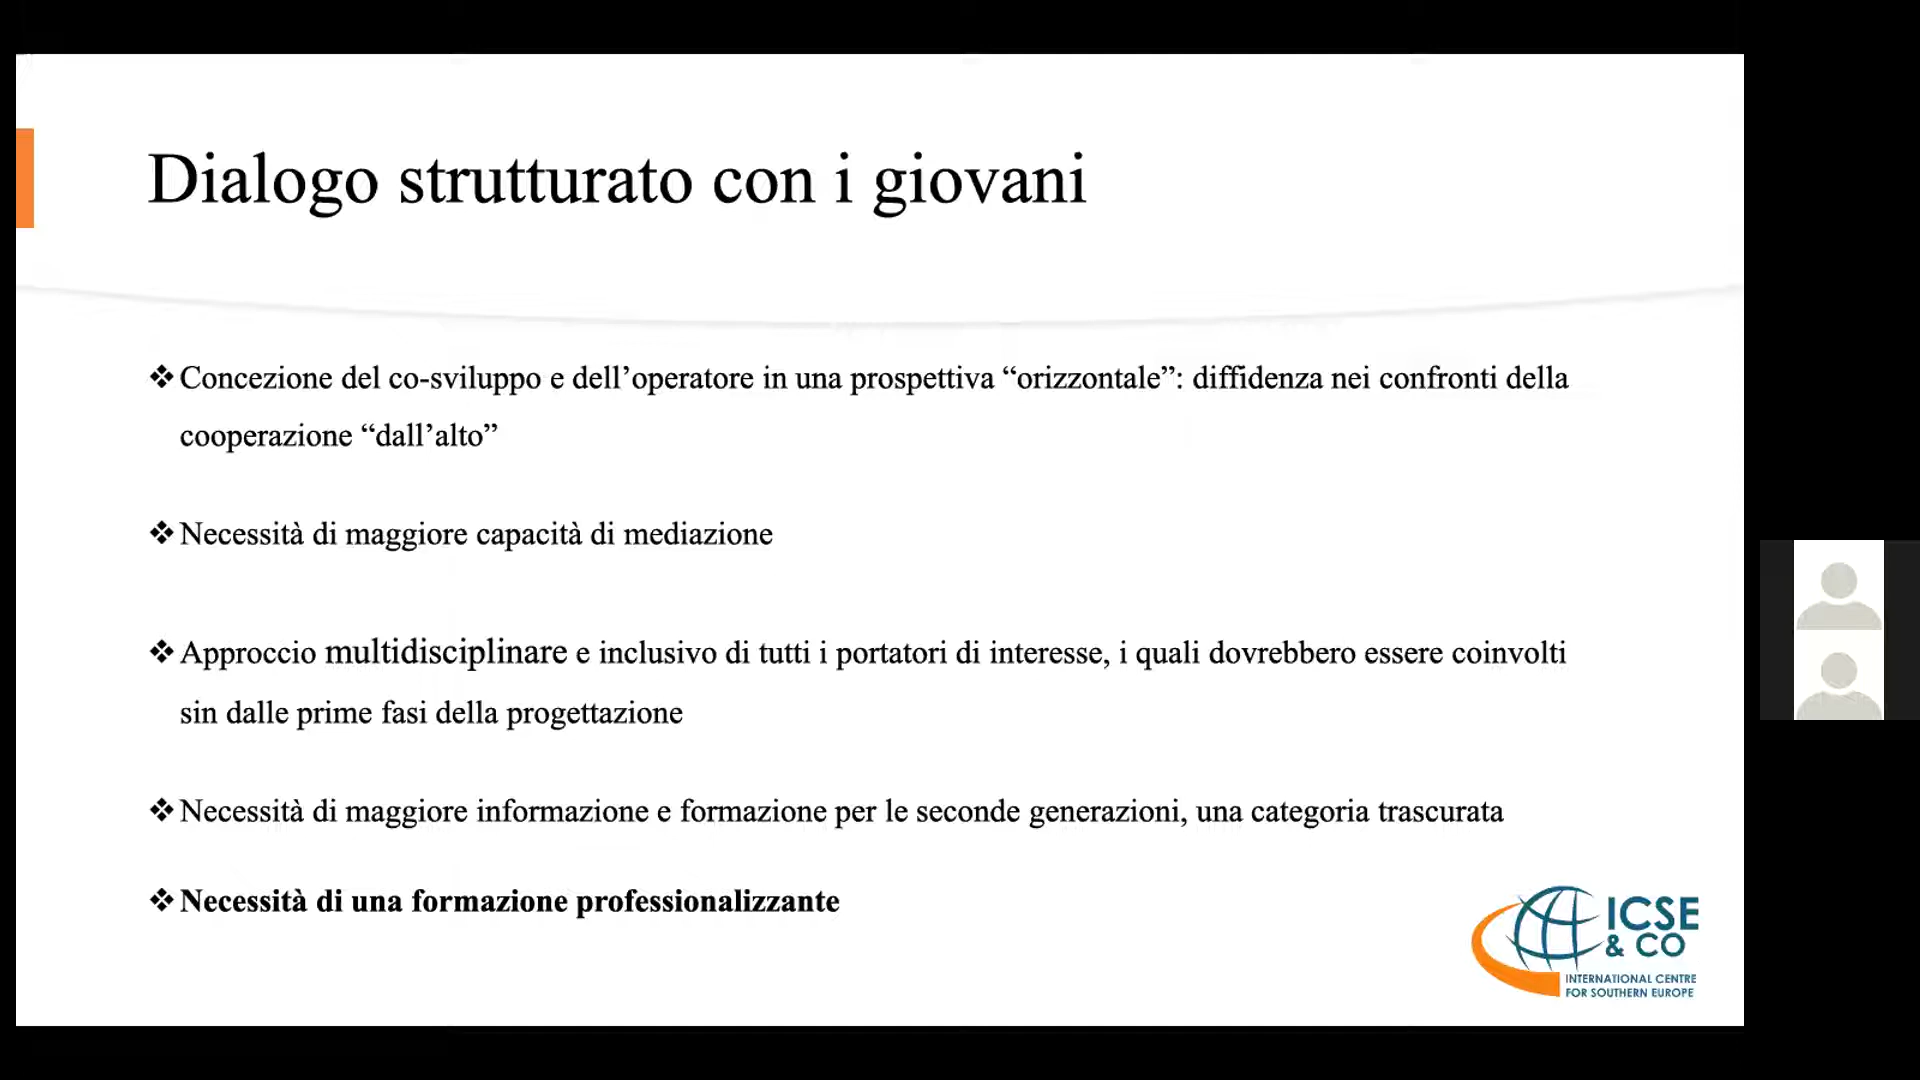 Dialogo strutturato con i giovani
❖ Concezione del co-sviluppo e dell’operatore in una prospettiva “orizzontale”: diffidenza nei confronti della
cooperazione “dall’alto”
❖ Necessità di maggiore capacità di mediazione
❖ Approccio multidisciplinare e inclusivo di tutti i portatori di interesse, i quali dovrebbero essere coinvolti
sin dalle prime fasi della progettazione
❖ Necessità di maggiore informazione e formazione per le seconde generazioni, una categoria trascurata
❖ Necessità di una formazione professionalizzante
ICSE
& CO
INTERNATIONAL CENTRE
FOR SOUTHERN EUROPE